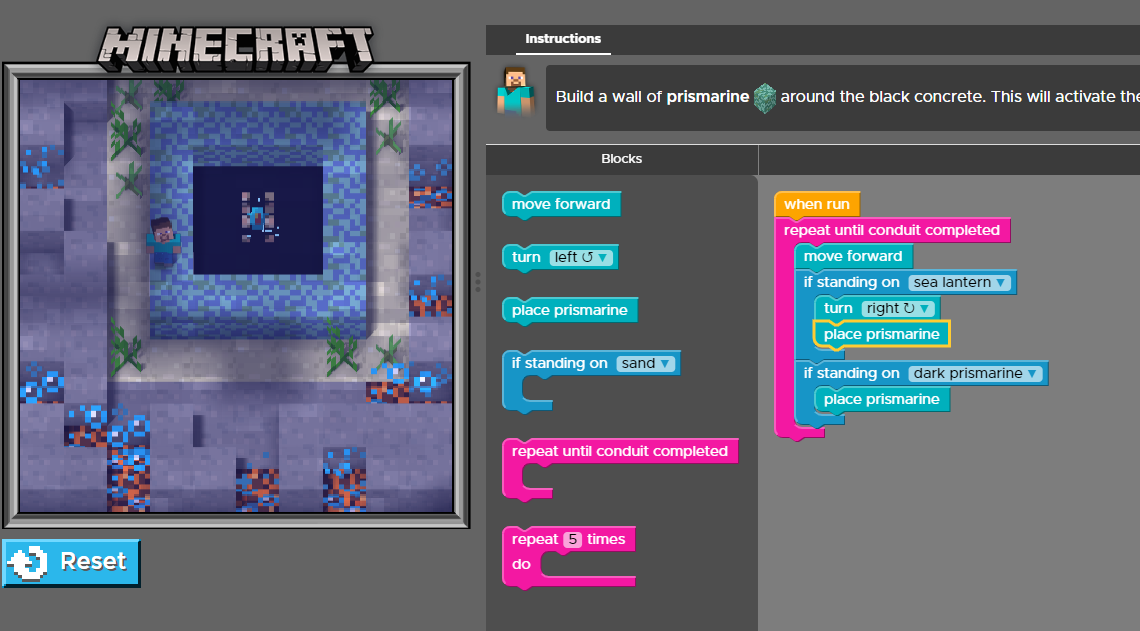 MINECRAFT
Instructions
Build a wall of prismarine around the black concrete. This will activate the
Blocks
move forward
turn left ↺ ▼
place prismarine
if standing on sand ▼
repeat until conduit completed
repeat 5 times
do
when run
repeat until conduit completed
move forward
if standing on sea lantern ▼
turn right ↻ ▼
place prismarine
if standing on dark prismarine ▼
place prismarine
Reset